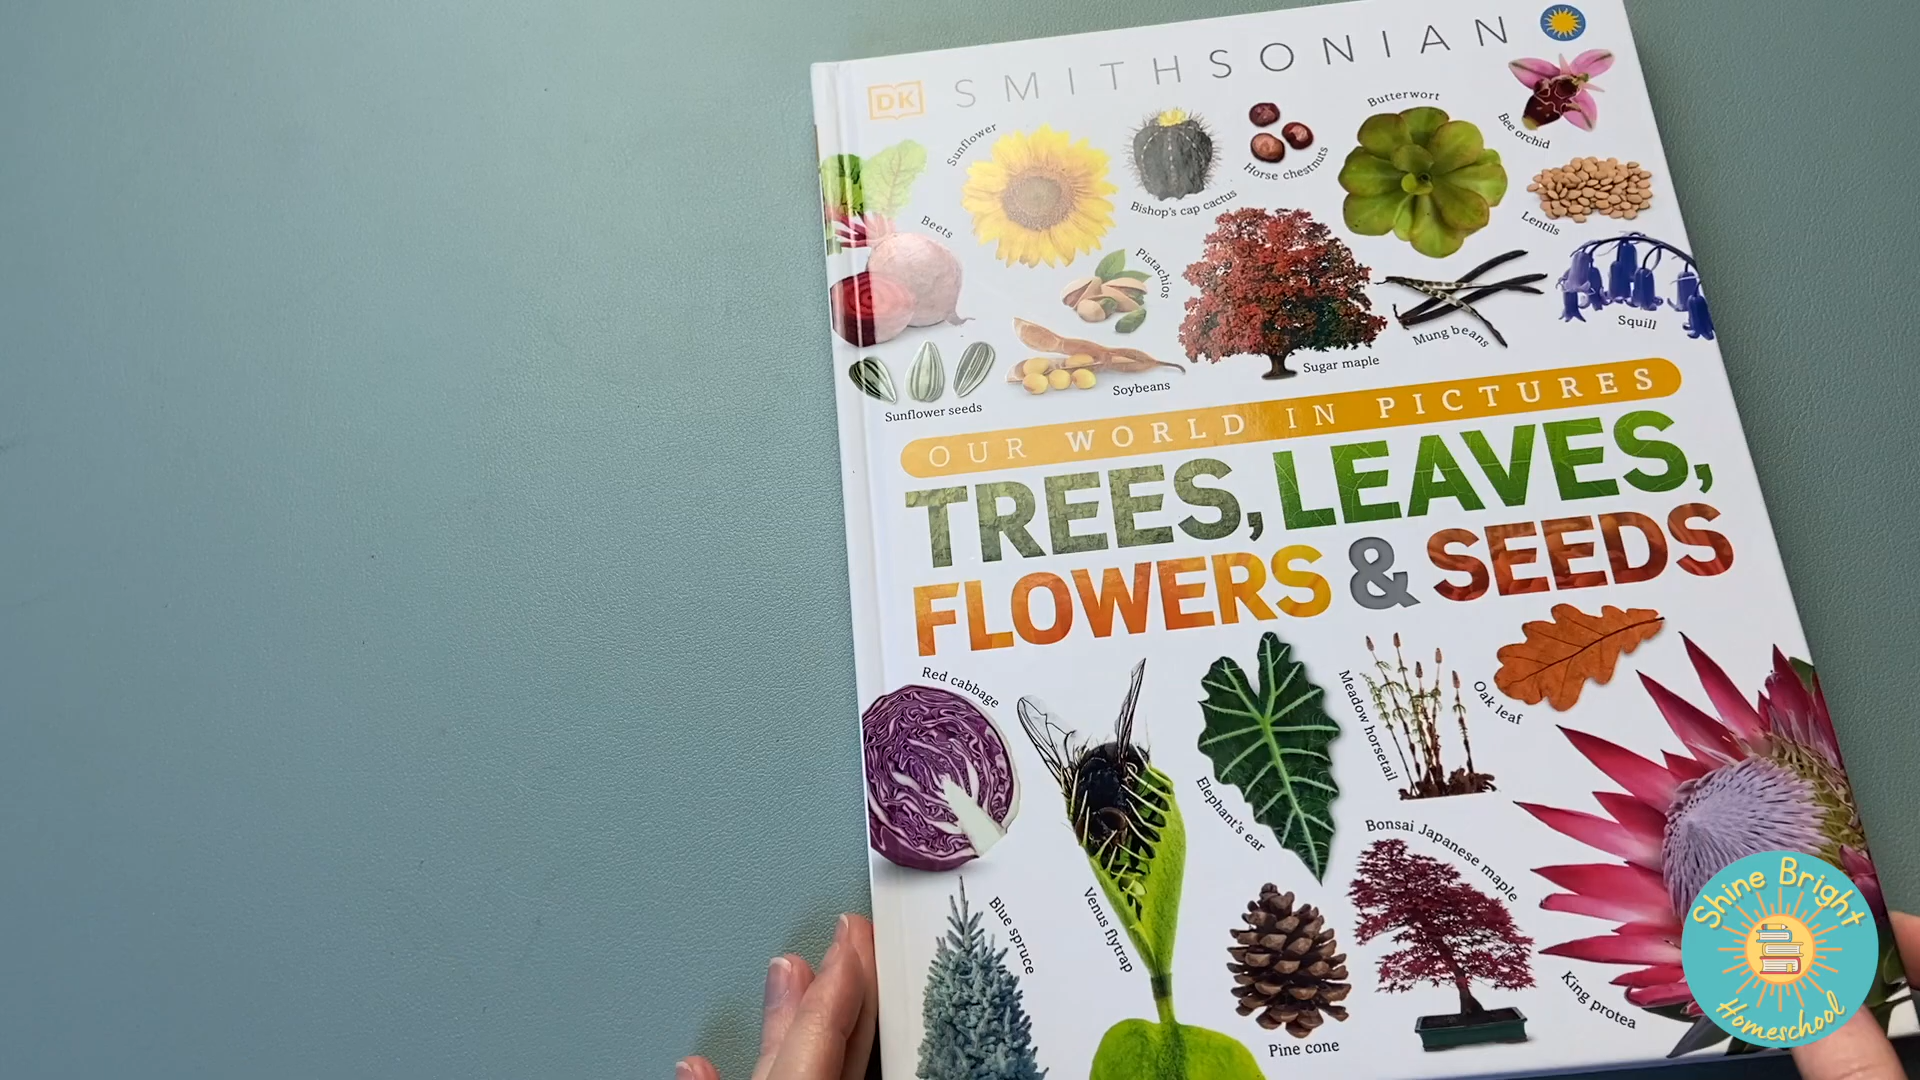 SMITHSONIAN
DK
Sunflower
Bishop's cap cactus
Horse chestnuts
Butterwort
Bee orchid
Beets
Pistachios
Lentils
Sunflower seeds
Soybeans
Sugar maple
Mung beans
Squill
OUR WORLD IN PICTURES
TREES, LEAVES,
FLOWERS & SEEDS
Red cabbage
Venus flytrap
Elephant's ear
Meadow horsetail
Oak leaf
Blue spruce
Pine cone
Bonsai Japanese maple
King protea
Shine Bright
Homeschool